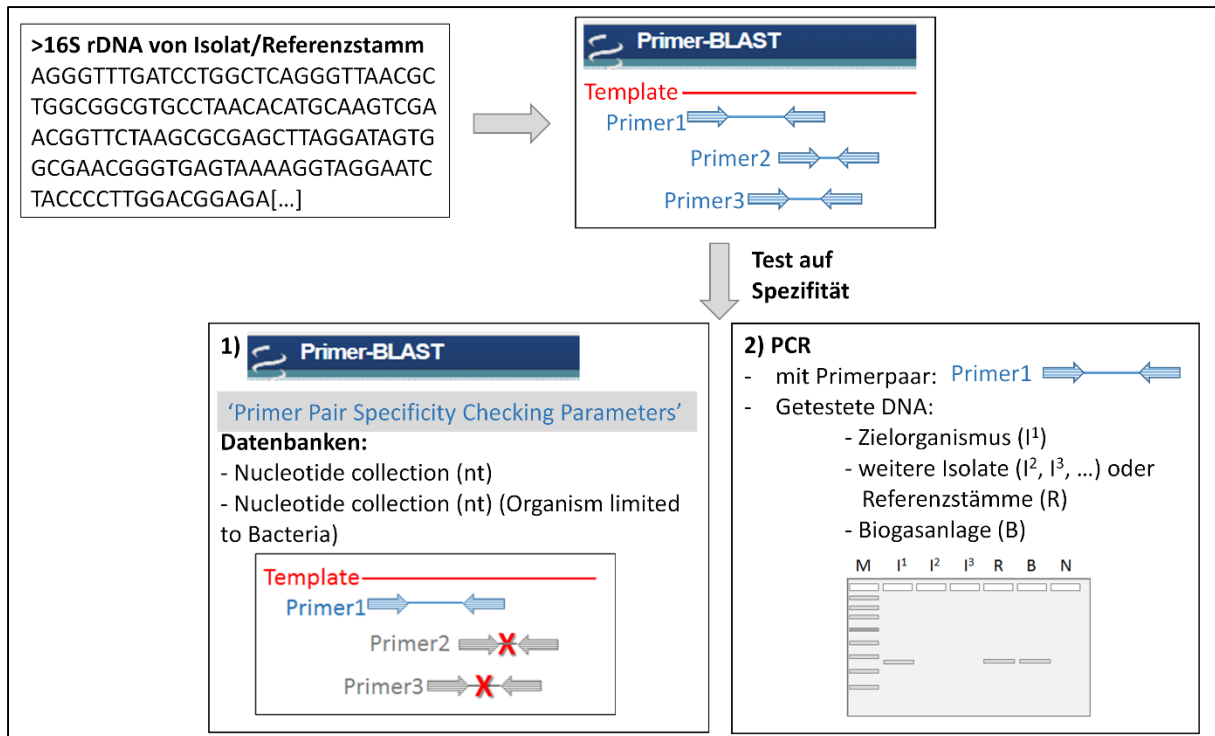 >16S rDNA von Isolat/Referenzstamm
AGGGTTTGATCCTGGCTCAGGGTTAACGC
TGGCGGCGTGCCTAACACATGCAAGTCGA
ACGGTTCTAAGCGCGAGCTTAGGATAGTG
GCGAACGGGTGAGTAAAAGGTAGGAATC
TACCCCTTGGACGGAGA[...]
Primer-BLAST
Template
Primer1
Primer2
Primer3
Test auf
Spezifität
1) Primer-BLAST
'Primer Pair Specificity Checking Parameters'
Datenbanken:
- Nucleotide collection (nt)
- Nucleotide collection (nt) (Organism limited
to Bacteria)
Template
Primer1
Primer2 X
Primer3 X
2) PCR
- mit Primerpaar: Primer1
- Getestete DNA:
- Zielorganismus (I¹)
- weitere Isolate (I², I³, ...) oder
Referenzstämme (R)
- Biogasanlage (B)
M I¹ I² I³ R B N